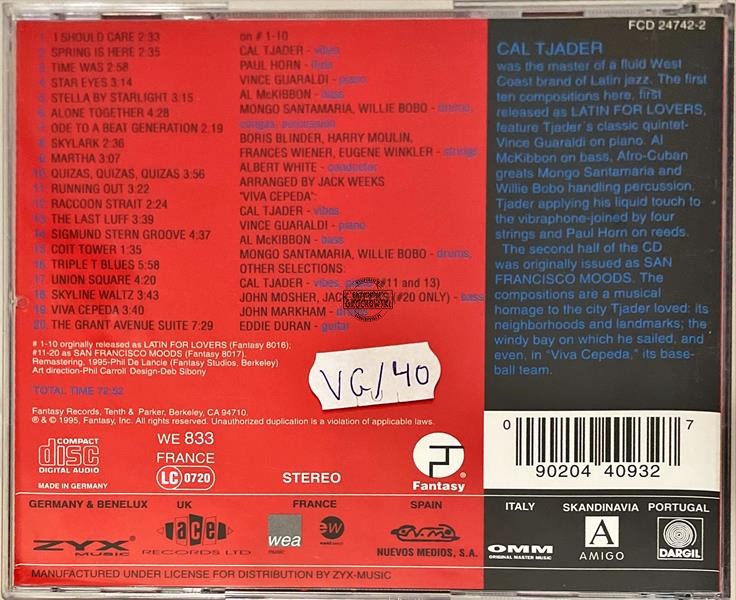 FCD 24742-2
1. I SHOULD CARE 2:33
2. SPRING IS HERE 2:35
3. TIME WAS 2:58
4. STAR EYES 3:14
5. STELLA BY STARLIGHT 3:15
6. ALONE TOGETHER 4:28
7. ODE TO A BEAT GENERATION 2.19
8. SKYLARK 2:36
9. MARTHA 3:07
10. QUIZAS, QUIZAS, QUIZAS 3:56
11. RUNNING OUT 3:22
12. RACCOON STRAIT 2:24
13. THE LAST LUFF 3:39
14. SIGMUND STERN GROOVE 4:37
15. COIT TOWER 1:35
16. TRIPLE T BLUES 5:58
17. UNION SQUARE 4:20
18. SKYLINE WALTZ 3:43
19. VIVA CEPEDA 3:40
20. THE GRANT AVENUE SUITE 7:29
on # 1-10
CAL TJADER - vibes
PAUL HORN - flute
VINCE GUARALDI - piano
AL McKIBBON - bass
MONGO SANTAMARIA, WILLIE BOBO - drums,
congas, percussion
BORIS BLINDER, HARRY MOULIN,
FRANCES WIENER, EUGENE WINKLER - strings
ALBERT WHITE - conductor
ARRANGED BY JACK WEEKS
"VIVA CEPEDA":
CAL TJADER - vibes
VINCE GUARALDI - piano
AL McKIBBON - bass
MONGO SANTAMARIA, WILLIE BOBO - drums,
OTHER SELECTIONS:
CAL TJADER - vibes, piano (#11 and 13)
JOHN MOSHER, JACK WEEKS (#20 ONLY) - bass
JOHN MARKHAM - drums
EDDIE DURAN - guitar
# 1-10 orginally released as LATIN FOR LOVERS (Fantasy 8016);
#11-20 as SAN FRANCISCO MOODS (Fantasy 8017).
Remastering, 1995-Phil De Lancie (Fantasy Studios, Berkeley)
Art direction-Phil Carroll Design-Deb Sibony
TOTAL TIME 72:52
VG/40
Fantasy Records, Tenth & Parker, Berkeley, CA 94710.
℗ & © 1995, Fantasy, Inc. All rights reserved. Unauthorized duplication is a violation of applicable laws.
CAL TJADER
was the master of a fluid West
Coast brand of Latin jazz. The first
ten compositions here, first
released as LATIN FOR LOVERS,
feature Tjader's classic quintet-
Vince Guaraldi on piano. Al
McKibbon on bass, Afro-Cuban
greats Mongo Santamaria and
Willie Bobo handling percussion.
Tjader applying his liquid touch to
the vibraphone-joined by four
strings and Paul Horn on reeds.
The second half of the CD
was originally issued as SAN
FRANCISCO MOODS. The
compositions are a musical
homage to the city Tjader loved: its
neighborhoods and landmarks; the
windy bay on which he sailed, and
even, in "Viva Cepeda," its base-
ball team.
COMPACT
disc
DIGITAL AUDIO
MADE IN GERMANY
WE 833
FRANCE
LC 0720
STEREO
Fantasy
0 90204 40932 7
GERMANY & BENELUX
ZYX
MUSIC
UK
ace
RECORDS LTD
FRANCE
wea
music
SPAIN
NUEVOS MEDIOS, S.A.
ITALY
OMM
ORIGINAL MASTER MUSIC
SKANDINAVIA
A
AMIGO
PORTUGAL
DARGIL
MANUFACTURED UNDER LICENSE FOR DISTRIBUTION BY ZYX-MUSIC